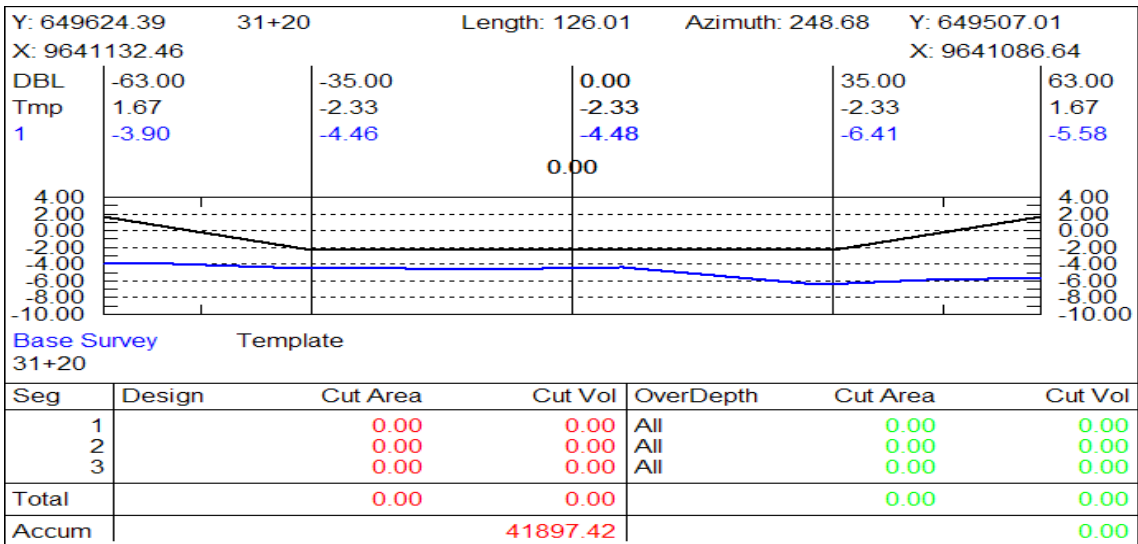 Y: 649624.39 31+20 Length: 126.01 Azimuth: 248.68 Y: 649507.01
X: 9641132.46 X: 9641086.64
DBL -63.00 -35.00 0.00 35.00 63.00
Tmp 1.67 -2.33 -2.33 -2.33 1.67
1 -3.90 -4.46 -4.48 -6.41 -5.58
0.00
4.00 4.00
2.00 2.00
0.00 0.00
-2.00 -2.00
-4.00 -4.00
-6.00 -6.00
-8.00 -8.00
-10.00 -10.00
Base Survey Template
31+20
Seg Design Cut Area Cut Vol OverDepth Cut Area Cut Vol
1 0.00 0.00 All 0.00 0.00
2 0.00 0.00 All 0.00 0.00
3 0.00 0.00 All 0.00 0.00
Total 0.00 0.00 0.00 0.00
Accum 41897.42 0.00